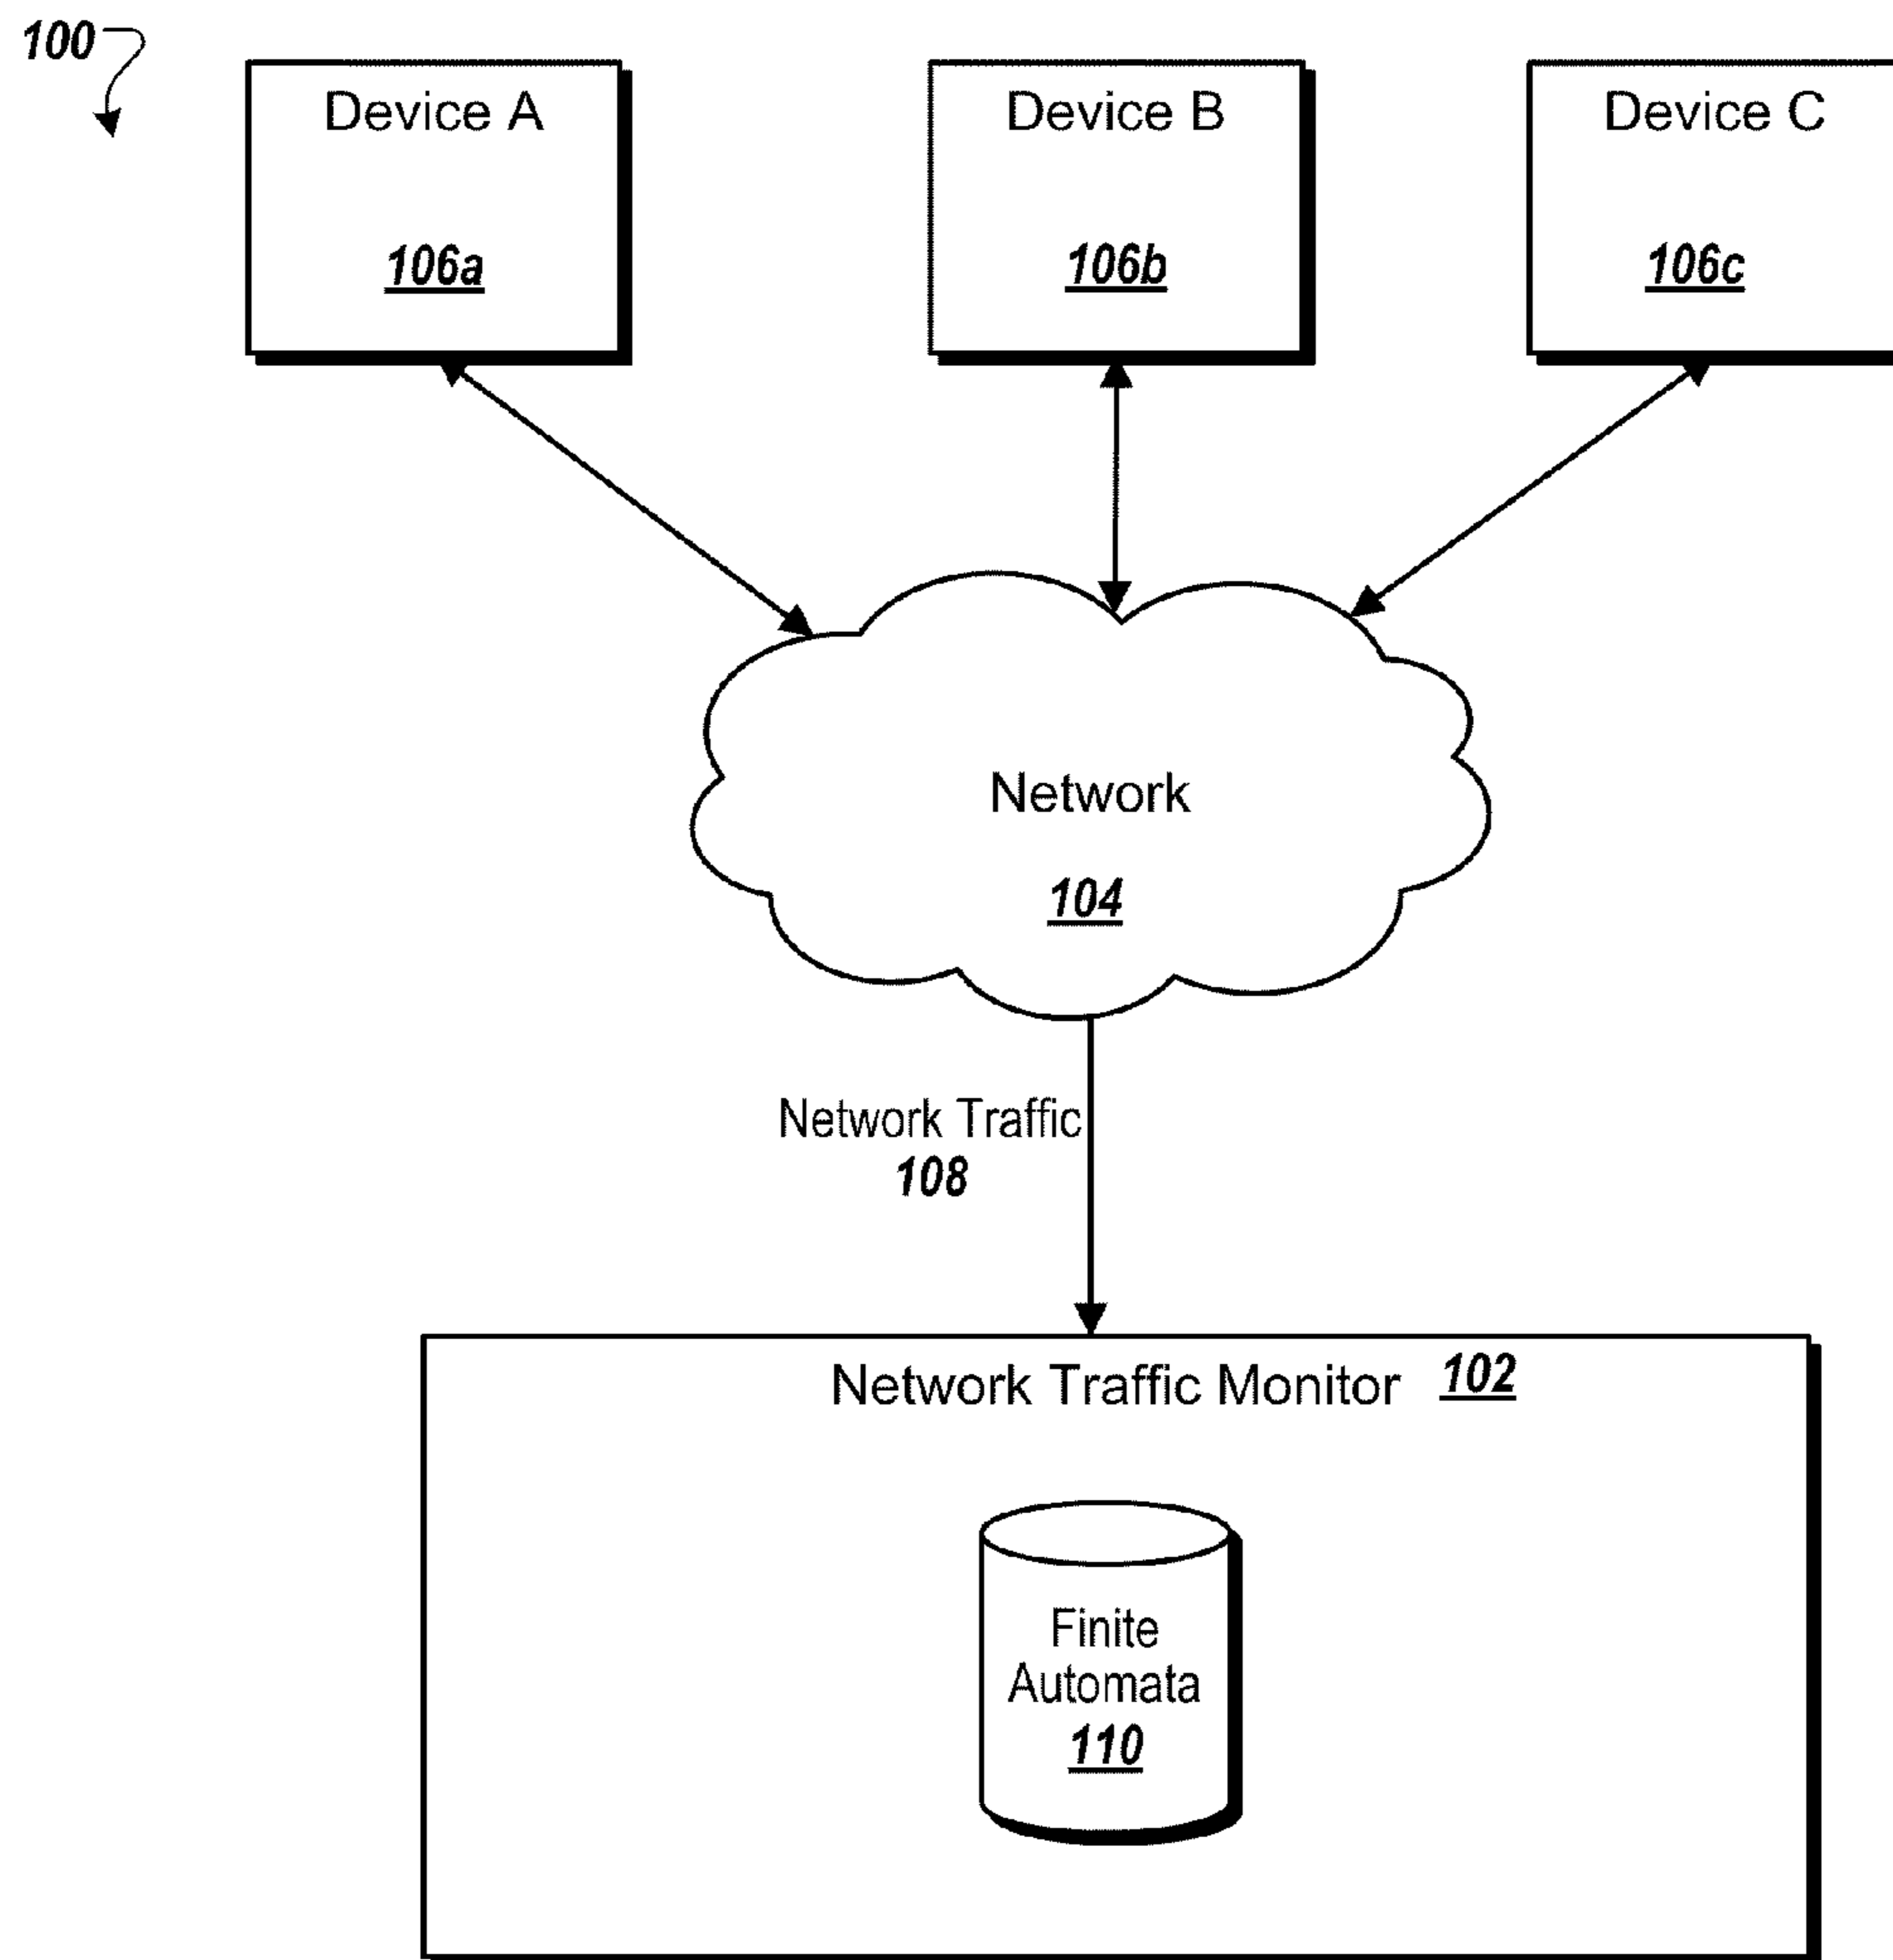 100
Device A
106a
Device B
106b
Device C
106c
Network
104
Network Traffic
108
Network Traffic Monitor 102
Finite
Automata
110